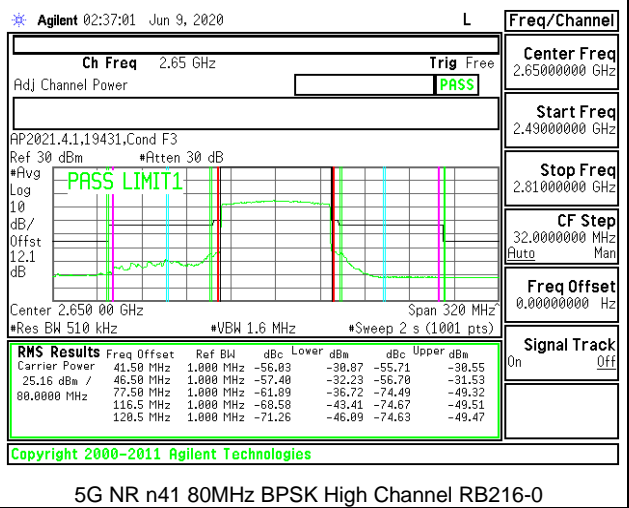 Agilent 02:37:01 Jun 9, 2020 L
Freq/Channel
Ch Freq 2.65 GHz Trig Free
Adj Channel Power PASS
AP2021.4.1,19431,Cond F3
Ref 30 dBm #Atten 30 dB
#Avg
Log
10
dB/
Offst
12.1
dB
PASS LIMIT1
Center 2.650 00 GHz Span 320 MHz^
#Res BW 510 kHz #VBW 1.6 MHz #Sweep 2 s (1001 pts)
RMS Results Freq Offset Ref BW dBc Lower dBm dBc Upper dBm
Carrier Power 41.50 MHz 1.000 MHz -56.03 -30.87 -55.71 -30.55
25.16 dBm / 46.50 MHz 1.000 MHz -57.40 -32.23 -56.70 -31.53
80.0000 MHz 77.50 MHz 1.000 MHz -61.89 -36.72 -74.49 -49.32
116.5 MHz 1.000 MHz -68.58 -43.41 -74.67 -49.51
120.5 MHz 1.000 MHz -71.26 -46.09 -74.63 -49.47
Center Freq
2.65000000 GHz
Start Freq
2.49000000 GHz
Stop Freq
2.81000000 GHz
CF Step
32.0000000 MHz
Auto Man
Freq Offset
0.00000000 Hz
Signal Track
On Off
Copyright 2000-2011 Agilent Technologies
5G NR n41 80MHz BPSK High Channel RB216-0